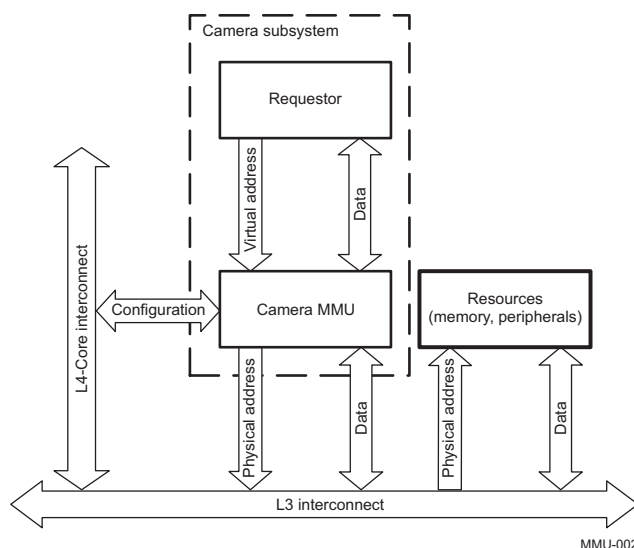 Camera subsystem
Requestor
Virtual address
Data
L4-Core interconnect
Configuration
Camera MMU
Resources
(memory, peripherals)
Physical address
Data
Physical address
Data
L3 interconnect
MMU-002